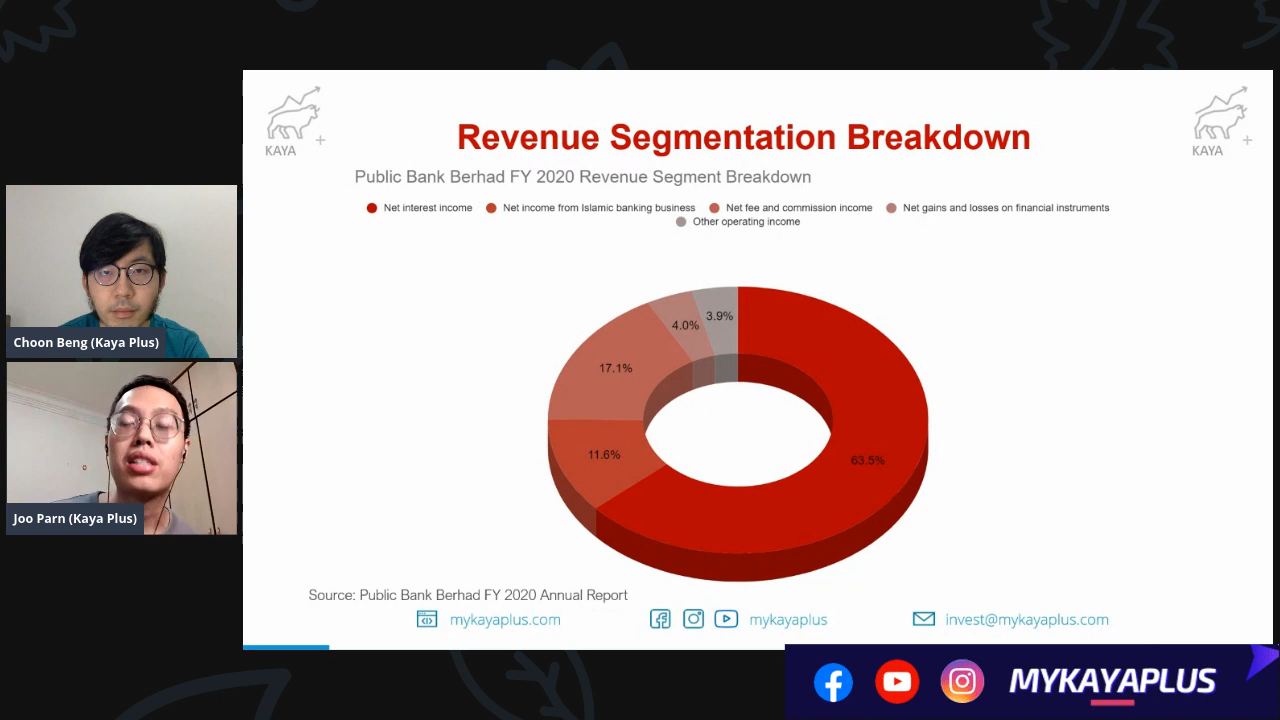 KAYA
KAYA
Revenue Segmentation Breakdown
Public Bank Berhad FY 2020 Revenue Segment Breakdown
Net interest income
Net income from Islamic banking business
Net fee and commission income
Net gains and losses on financial instruments
Other operating income
3.9%
4.0%
17.1%
11.6%
63.5%
Choon Beng (Kaya Plus)
Joo Parn (Kaya Plus)
Source: Public Bank Berhad FY 2020 Annual Report
mykayaplus.com
mykayaplus
invest@mykayaplus.com
MYKAYAPLUS